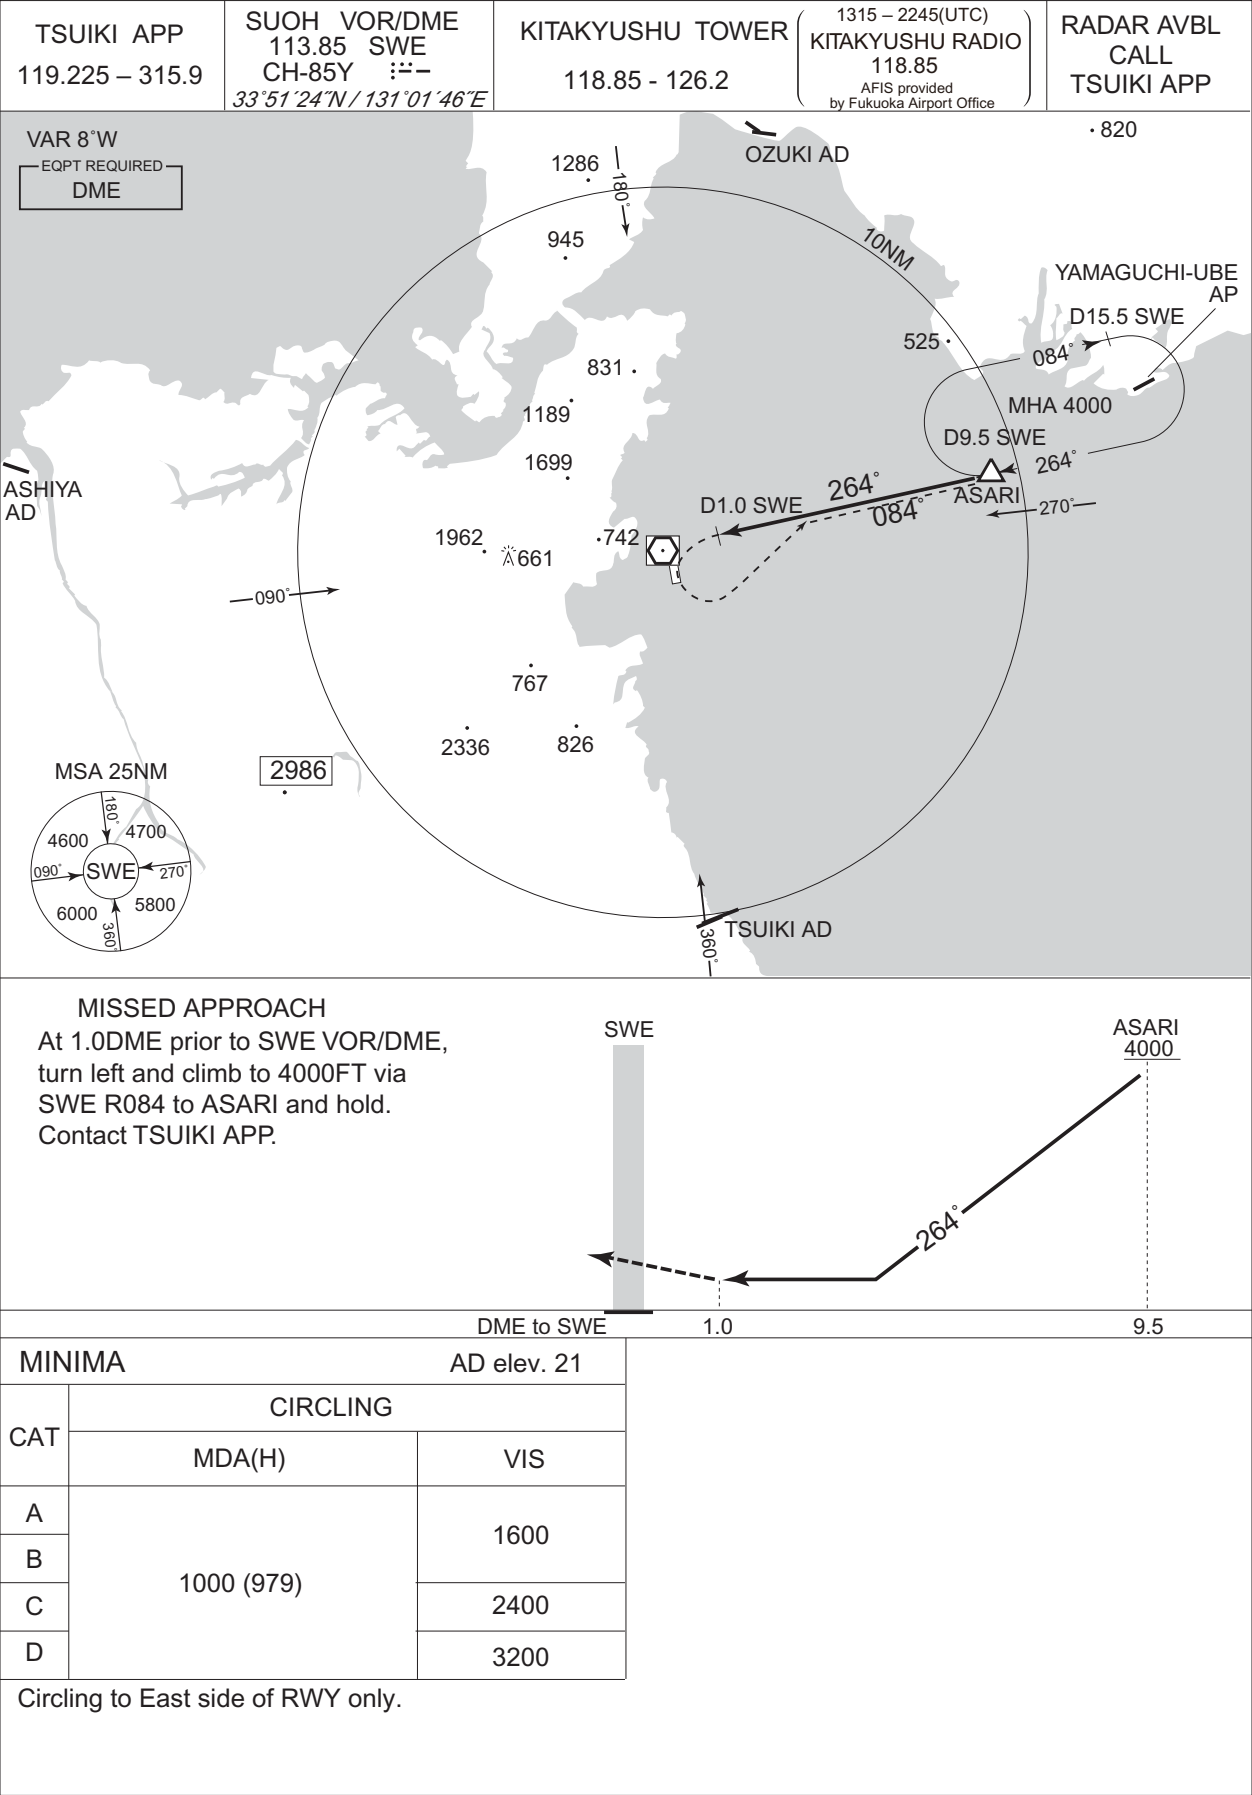 TSUIKI APP
119.225 – 315.9
SUOH VOR/DME
113.85 SWE
CH-85Y
33°51′24″N / 131°01′46″E
KITAKYUSHU TOWER
118.85 - 126.2
1315 – 2245(UTC)
KITAKYUSHU RADIO
118.85
AFIS provided
by Fukuoka Airport Office
RADAR AVBL
CALL
TSUIKI APP
VAR 8°W
EQPT REQUIRED
DME
1286
180°
945
OZUKI AD
820
10NM
YAMAGUCHI-UBE
AP
D15.5 SWE
525
084°
831
1189
MHA 4000
D9.5 SWE
1699
264°
ASHIYA
AD
264°
ASARI
D1.0 SWE
084°
270°
1962
661
742
090°
767
2336
826
MSA 25NM
2986
180°
4600
4700
090°
SWE
270°
6000
5800
360°
TSUIKI AD
360°
MISSED APPROACH
At 1.0DME prior to SWE VOR/DME,
turn left and climb to 4000FT via
SWE R084 to ASARI and hold.
Contact TSUIKI APP.
SWE
ASARI
4000
264°
DME to SWE
1.0
9.5
MINIMA
AD elev. 21
CAT
CIRCLING
MDA(H)
VIS
A
B
C
D
1000 (979)
1600
2400
3200
Circling to East side of RWY only.